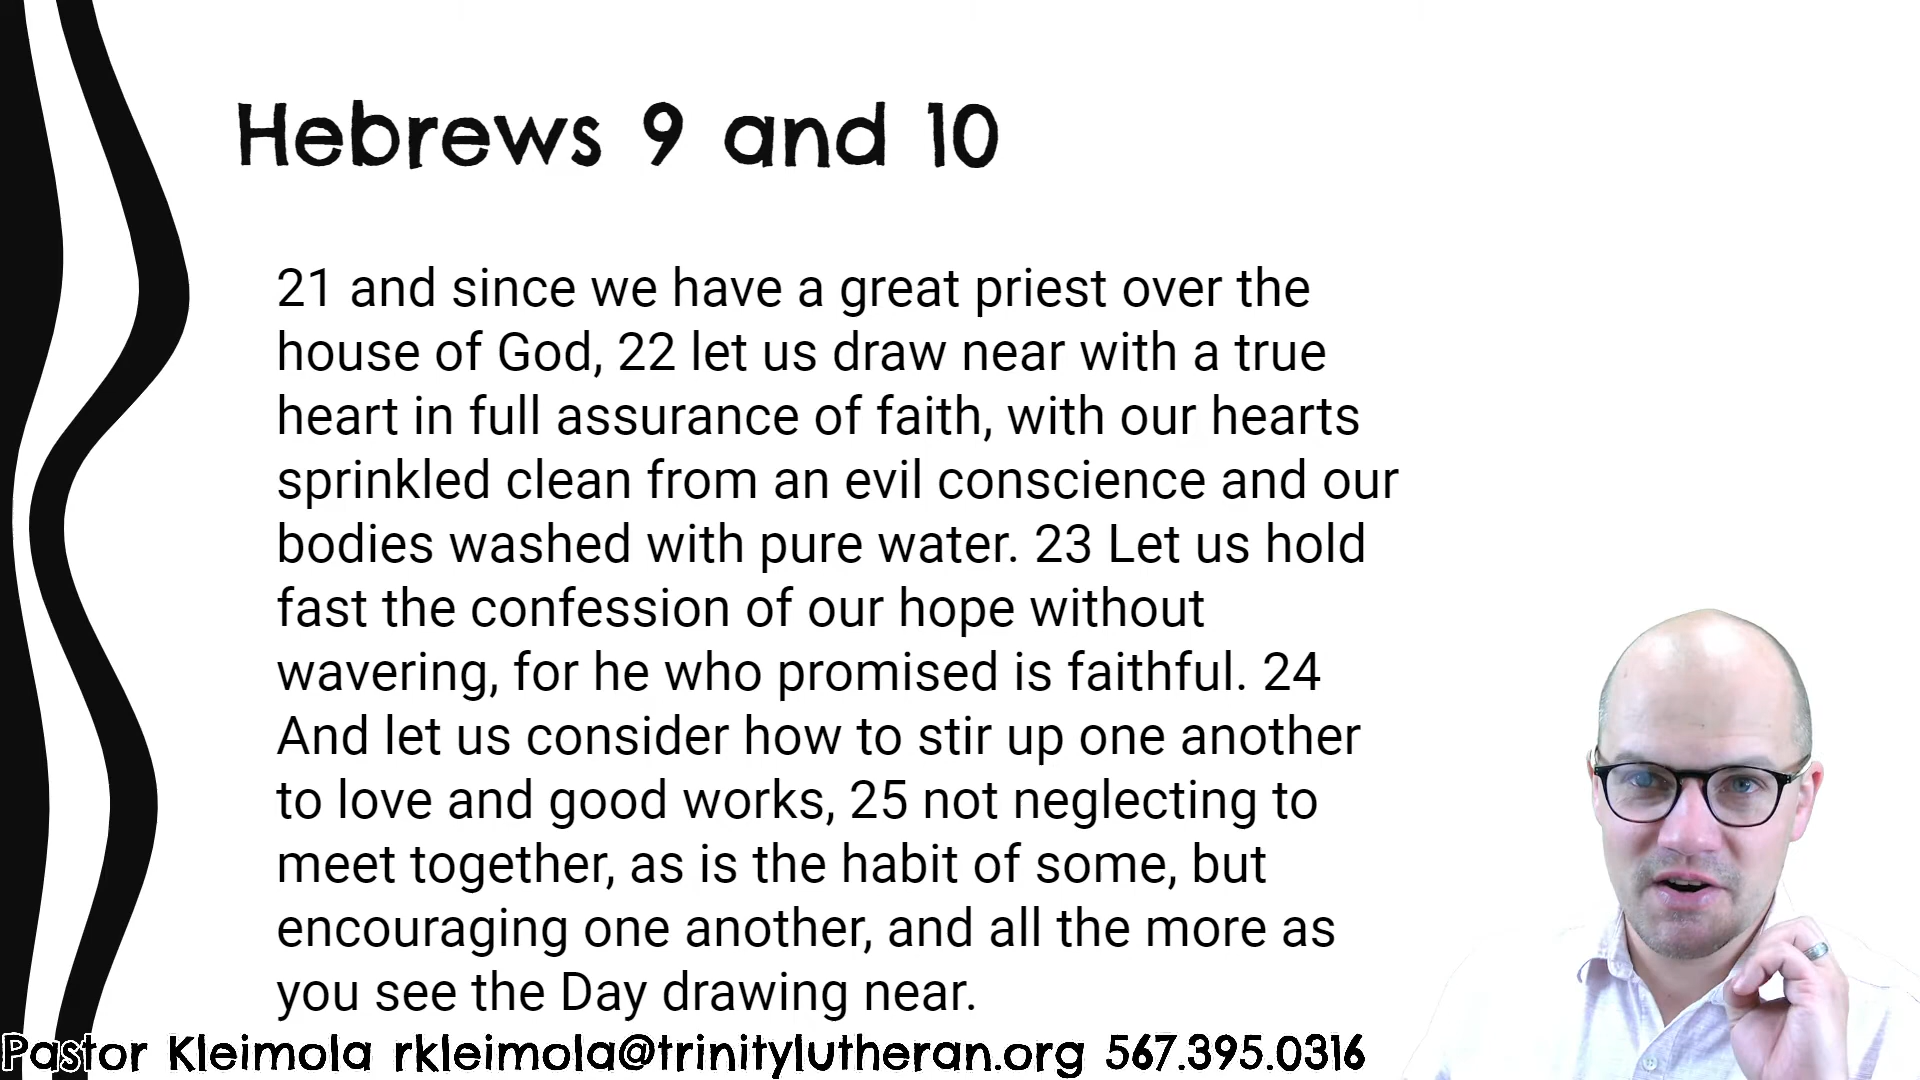 Hebrews 9 and 10
21 and since we have a great priest over the
house of God, 22 let us draw near with a true
heart in full assurance of faith, with our hearts
sprinkled clean from an evil conscience and our
bodies washed with pure water. 23 Let us hold
fast the confession of our hope without
wavering, for he who promised is faithful. 24
And let us consider how to stir up one another
to love and good works, 25 not neglecting to
meet together, as is the habit of some, but
encouraging one another, and all the more as
you see the Day drawing near.
Pastor Kleimola rkleimola@trinitylutheran.org 567.395.0316